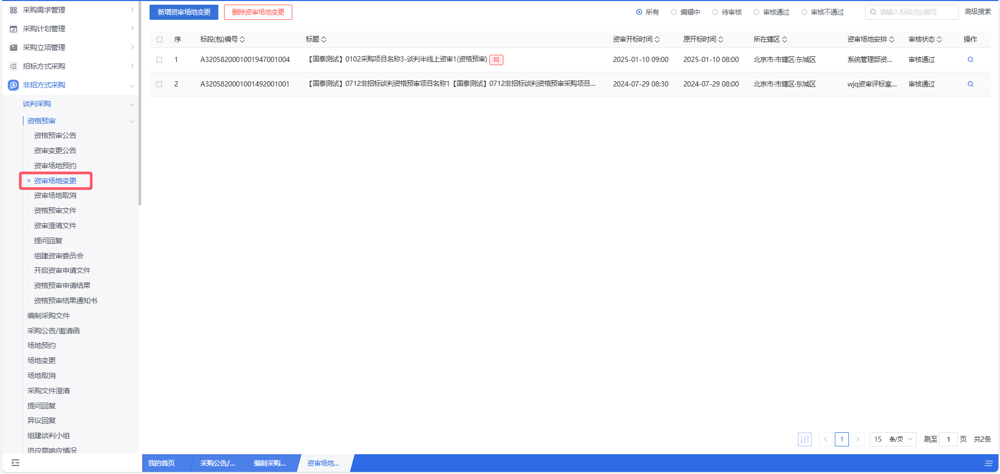 采购需求管理
采购计划管理
采购立项管理
招标方式采购
非招方式采购
谈判采购
资格预审
资格预审公告
资审变更公告
资审场地预约
资审场地变更
资审场地取消
资格预审文件
资审澄清文件
提问回复
组建资审委员会
开启资审申请文件
资格预审申请结果
资格预审结果通知书
编制采购文件
采购公告/邀请函
场地预约
场地变更
场地取消
采购文件澄清
提问回复
异议回复
组建谈判小组
供应商响应情况
新增资审场地变更 删除资审场地变更 所有 编辑中 待审核 审核通过 审核不通过 请输入标段(包)编号 高级搜索
序 标段(包)编号 标题 资审开标时间 原开标时间 所在辖区 资审场地安排 审核状态 操作
1 A3205820001001947001004 【国泰测试】0102采购项目名称3-谈判半线上资审1(资格预审) 网 2025-01-10 09:00 2025-01-10 08:00 北京市·市辖区·东城区 系统管理部资... 审核通过
2 A3205820001001492001001 【国泰测试】0712非招标谈判资格预审项目名称1【国泰测试】0712非招标谈判资格预审采购项目... 2024-07-29 08:30 2024-07-29 08:00 北京市·市辖区·东城区 wjq资审评标室... 审核通过
1 15 条/页 跳至 1 页 共2条
我的首页 采购公告/... 编制采购... 资审场地...